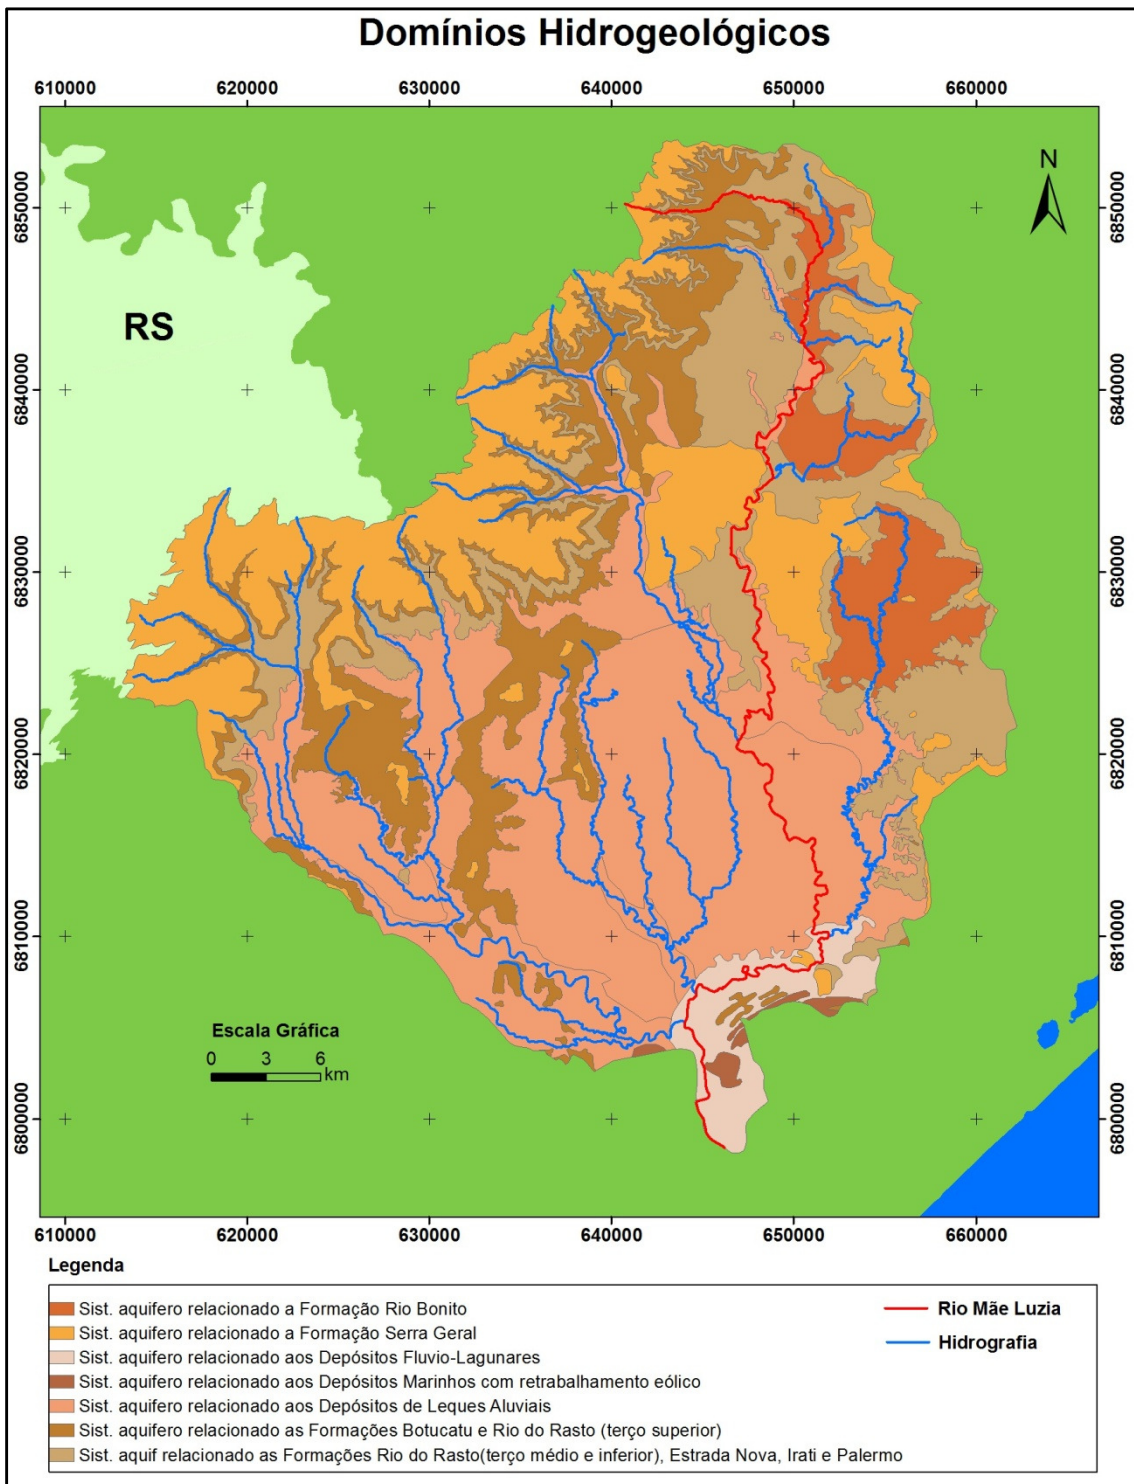 Domínios Hidrogeológicos
610000 620000 630000 640000 650000 660000
N
6850000 6850000
RS
6840000 6840000
6830000 6830000
6820000 6820000
6810000 6810000
Escala Gráfica
0 3 6
km
6800000 6800000
610000 620000 630000 640000 650000 660000
Legenda
Sist. aquifero relacionado a Formação Rio Bonito
Sist. aquifero relacionado a Formação Serra Geral
Sist. aquifero relacionado aos Depósitos Fluvio-Lagunares
Sist. aquifero relacionado aos Depósitos Marinhos com retrabalhamento eólico
Sist. aquifero relacionado aos Depósitos de Leques Aluviais
Sist. aquifero relacionado as Formações Botucatu e Rio do Rasto (terço superior)
Sist. aquif relacionado as Formações Rio do Rasto(terço médio e inferior), Estrada Nova, Irati e Palermo
Rio Mãe Luzia
Hidrografia